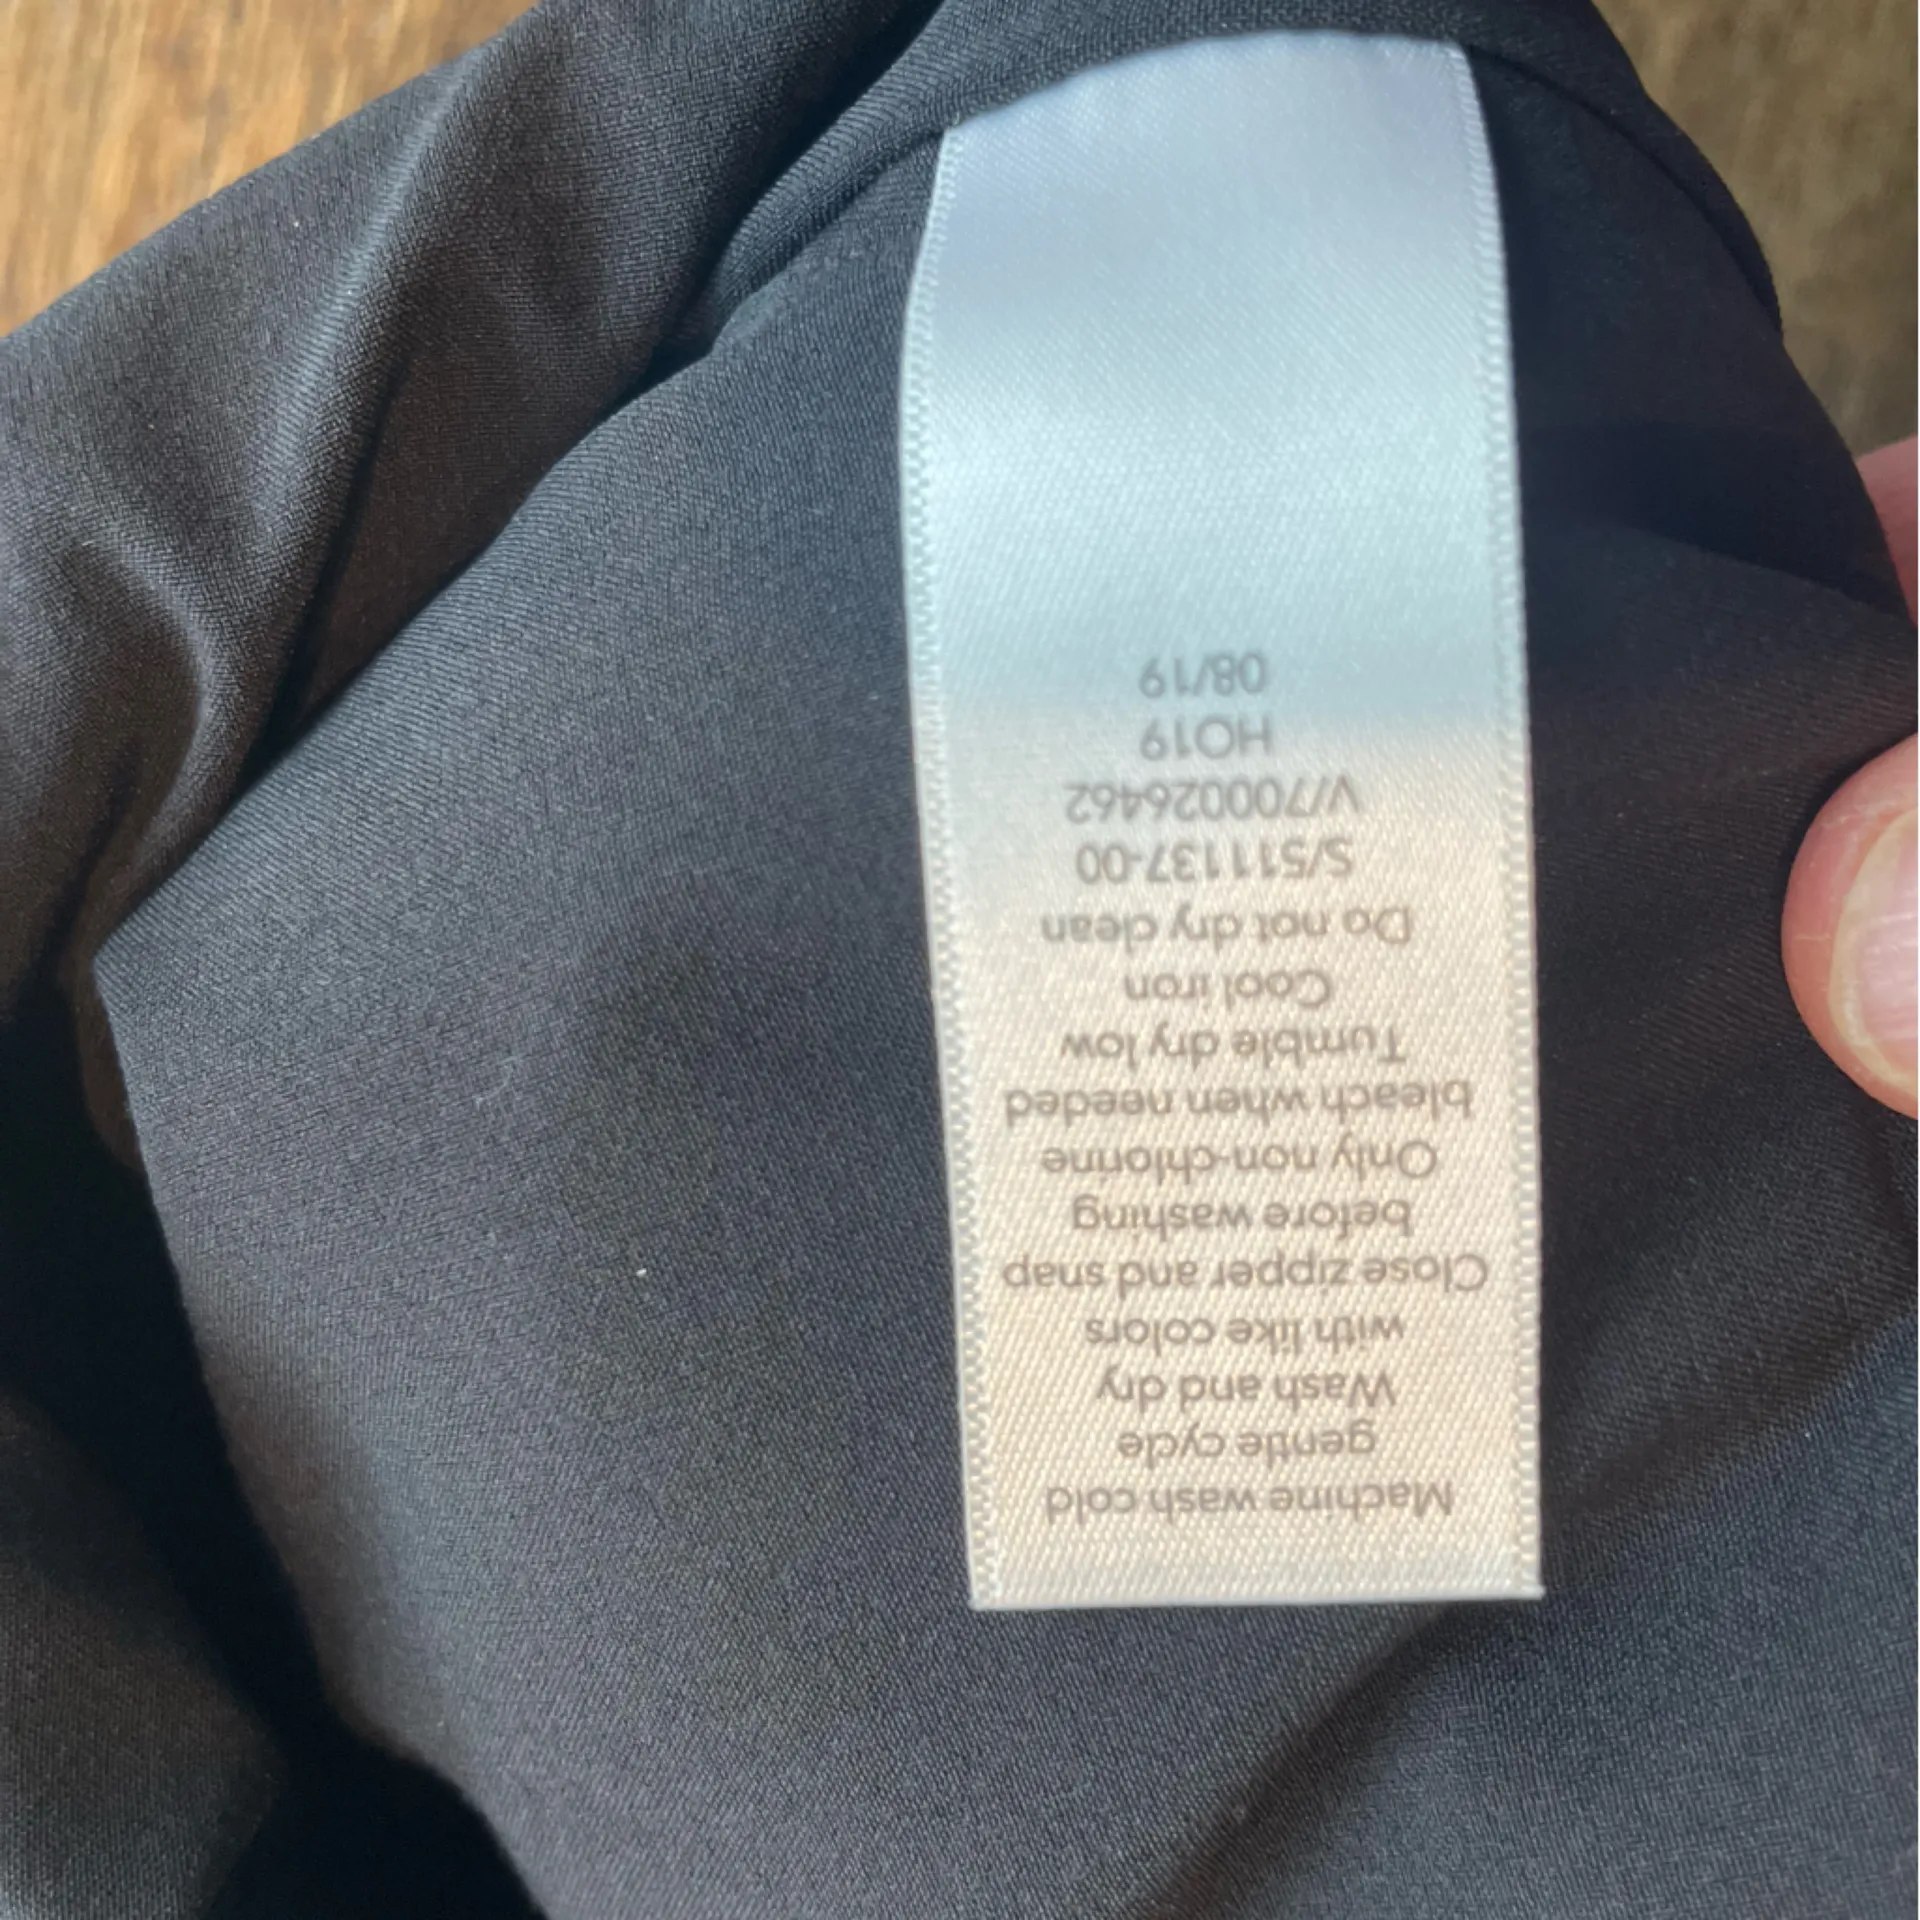 Machine wash cold
gentle cycle
Wash and dry
with like colors
Close zipper and snap
before washing
Only non-chlorine
bleach when needed
Tumble dry low
Cool iron
Do not dry clean
S/511137-00
V/700026462
HO19
08/19